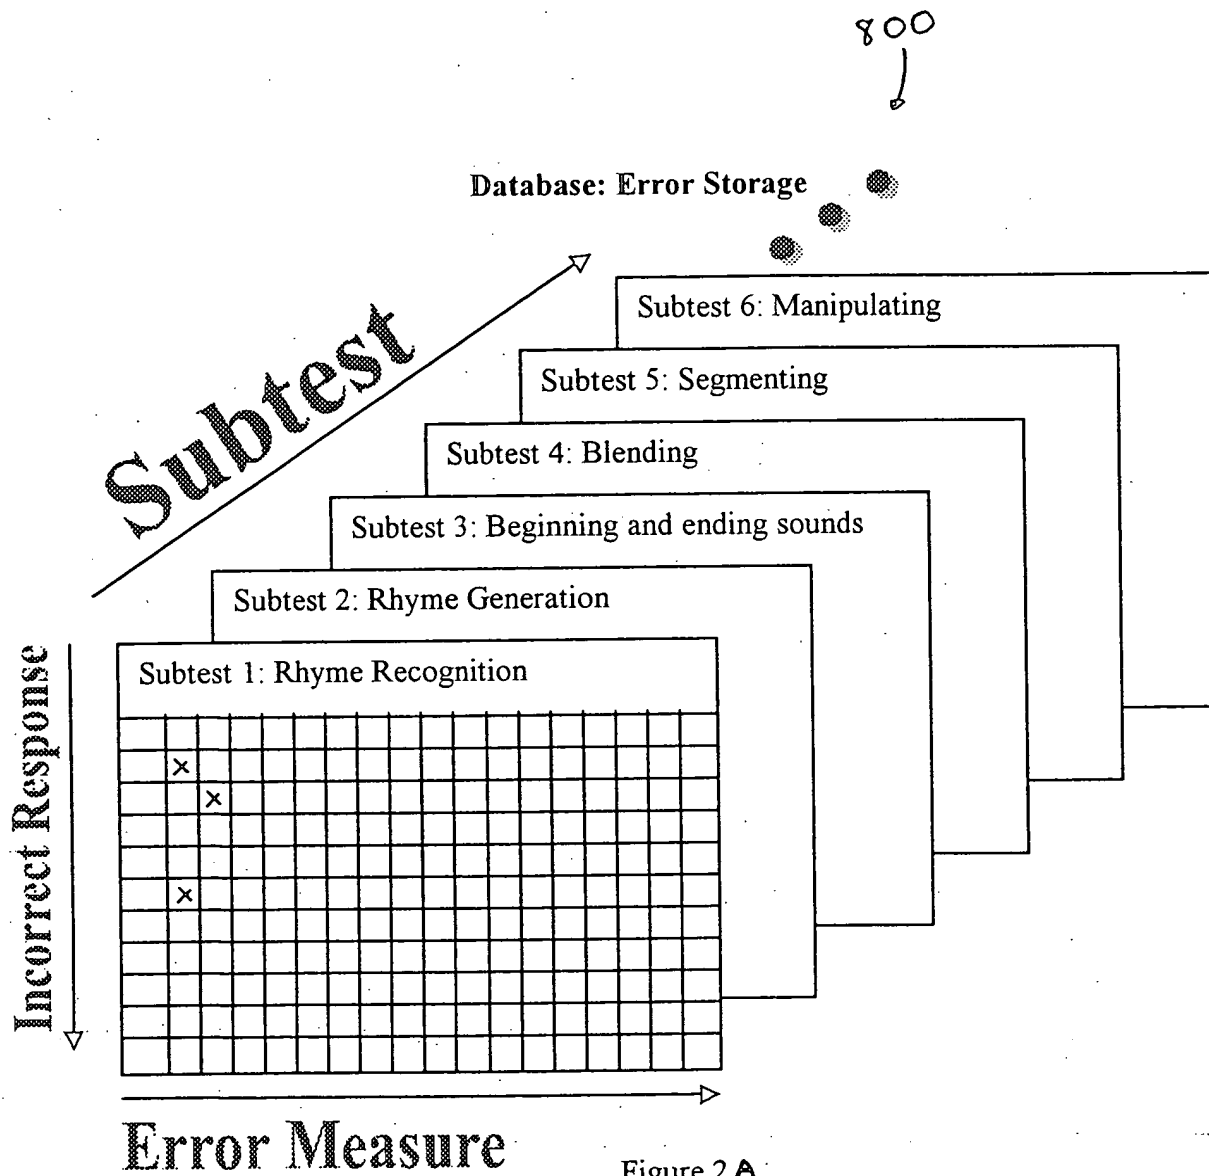 800
Database: Error Storage
Subtest
Subtest 6: Manipulating
Subtest 5: Segmenting
Subtest 4: Blending
Subtest 3: Beginning and ending sounds
Subtest 2: Rhyme Generation
Subtest 1: Rhyme Recognition
Incorrect Response
x
x
x
Error Measure
Figure 2 A